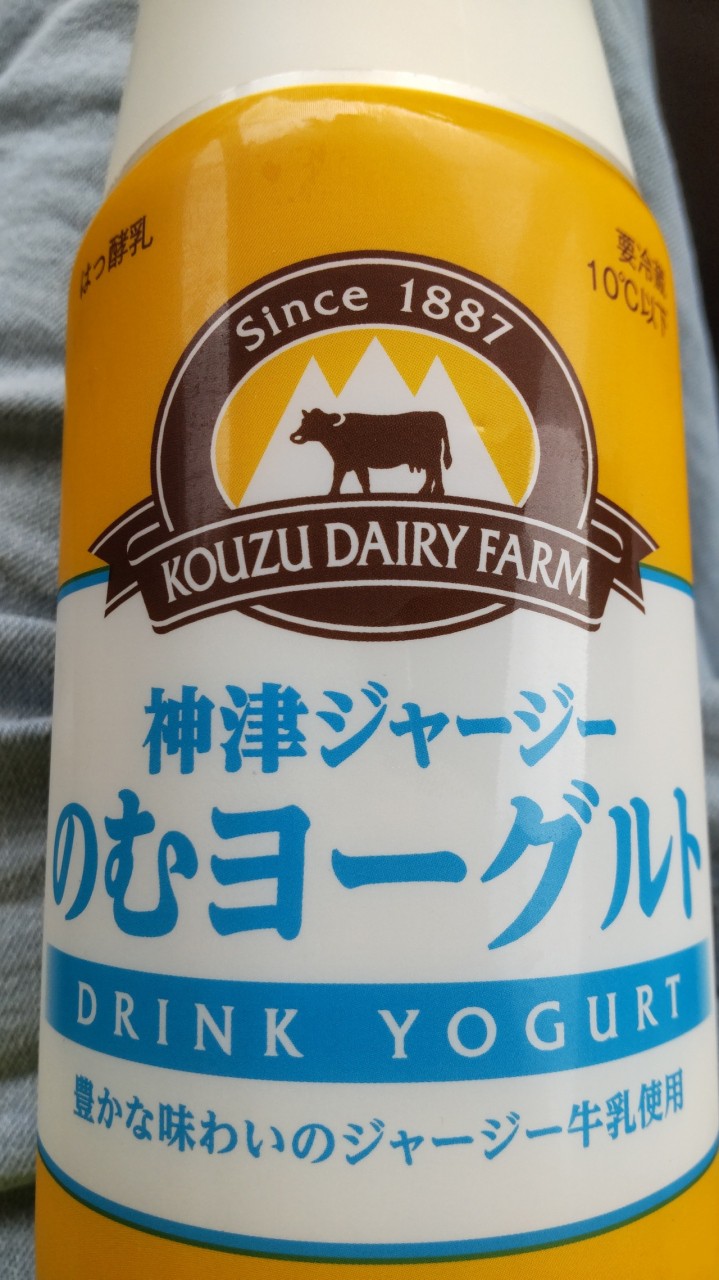 はっ酵乳
要冷蔵
10℃以下
Since 1887
KOUZU DAIRY FARM
神津ジャージー
のむヨーグルト
DRINK YOGURT
豊かな味わいのジャージー牛乳使用